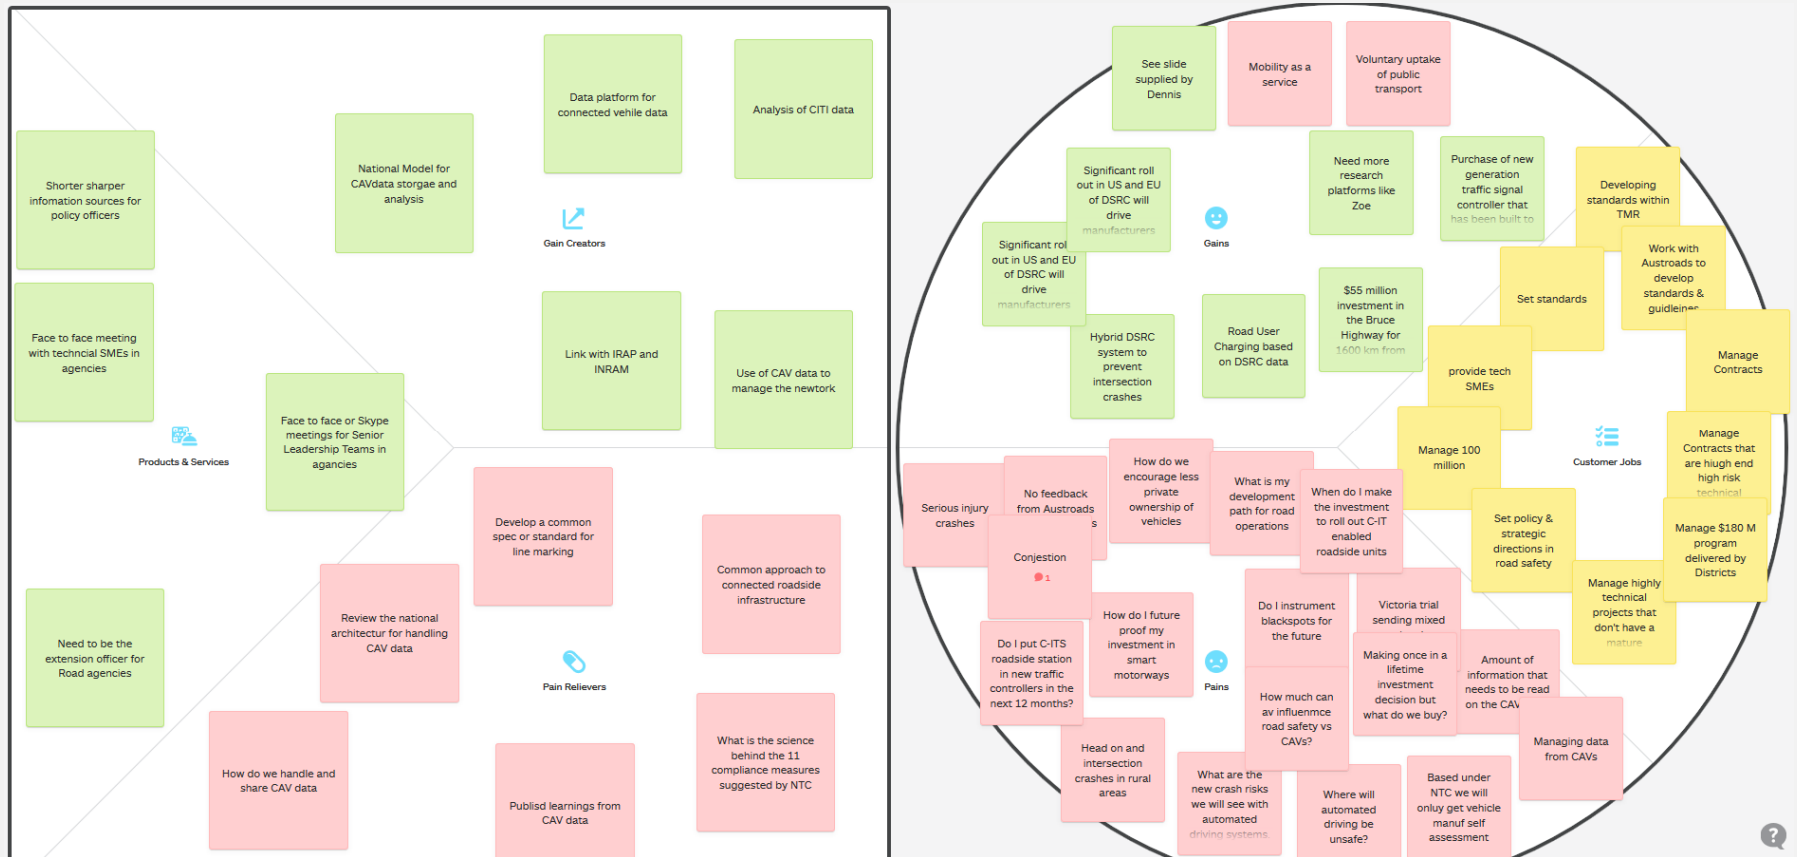 Shorter sharper
infomation sources for
policy officers
Face to face meeting
with techncial SMEs in
agencies
Products & Services
Need to be the
extension officer for
Road agencies
Face to face or Skype
meetings for Senior
Leadership Teams in
agancies
National Model for
CAVdata storgae and
analysis
Data platform for
connected vehile data
Analysis of CITI data
Gain Creators
Link with IRAP and
INRAM
Use of CAV data to
manage the newtork
Develop a common
spec or standard for
line marking
Common approach to
connected roadside
infrastructure
Review the national
architectur for handling
CAV data
Pain Relievers
How do we handle and
share CAV data
Publisd learnings from
CAV data
What is the science
behind the 11
compliance measures
suggested by NTC
See slide
supplied by
Dennis
Mobility as a
service
Voluntary uptake
of public
transport
Significant roll
out in US and EU
of DSRC will
drive
manufacturers
Significant rol
out in US and EU
of DSRC will
drive
manufacturers
Hybrid DSRC
system to
prevent
intersection
crashes
Gains
Need more
research
platforms like
Zoe
Purchase of new
generation
traffic signal
controller that
has been built to
Road User
Charging based
on DSRC data
$55 million
investment in
the Bruce
Highway for
1600 km from
Developing
standards within
TMR
Work with
Austroads to
develop
standards &
guidleines
Set standards
Manage
Contracts
provide tech
SMEs
Manage 100
million
Customer Jobs
Manage
Contracts that
are hiugh end
high risk
technical
Set policy &
strategic
directions in
road safety
Manage $180 M
program
delivered by
Districts
Manage highly
technical
projects that
don't have a
mature
Serious injury
crashes
No feedback
from Austroads
s
Conjestion
1
How do we
encourage less
private
ownership of
vehicles
What is my
development
path for road
operations
When do I make
the investment
to roll out C-IT
enabled
roadside units
Do I put C-ITS
roadside station
in new traffic
controllers in the
next 12 months?
How do I future
proof my
investment in
smart
motorways
Pains
Do I instrument
blackspots for
the future
Victoria trial
sending mixed
How much can
av influenmce
road safety vs
CAVs?
Making once in a
lifetime
investment
decision but
what do we buy?
Amount of
information that
needs to be read
on the CAV
Managing data
from CAVs
Head on and
intersection
crashes in rural
areas
What are the
new crash risks
we will see with
automated
driving systems
Where will
automated
driving be
unsafe?
Based under
NTC we will
onluy get vehicle
manuf self
assessment
?